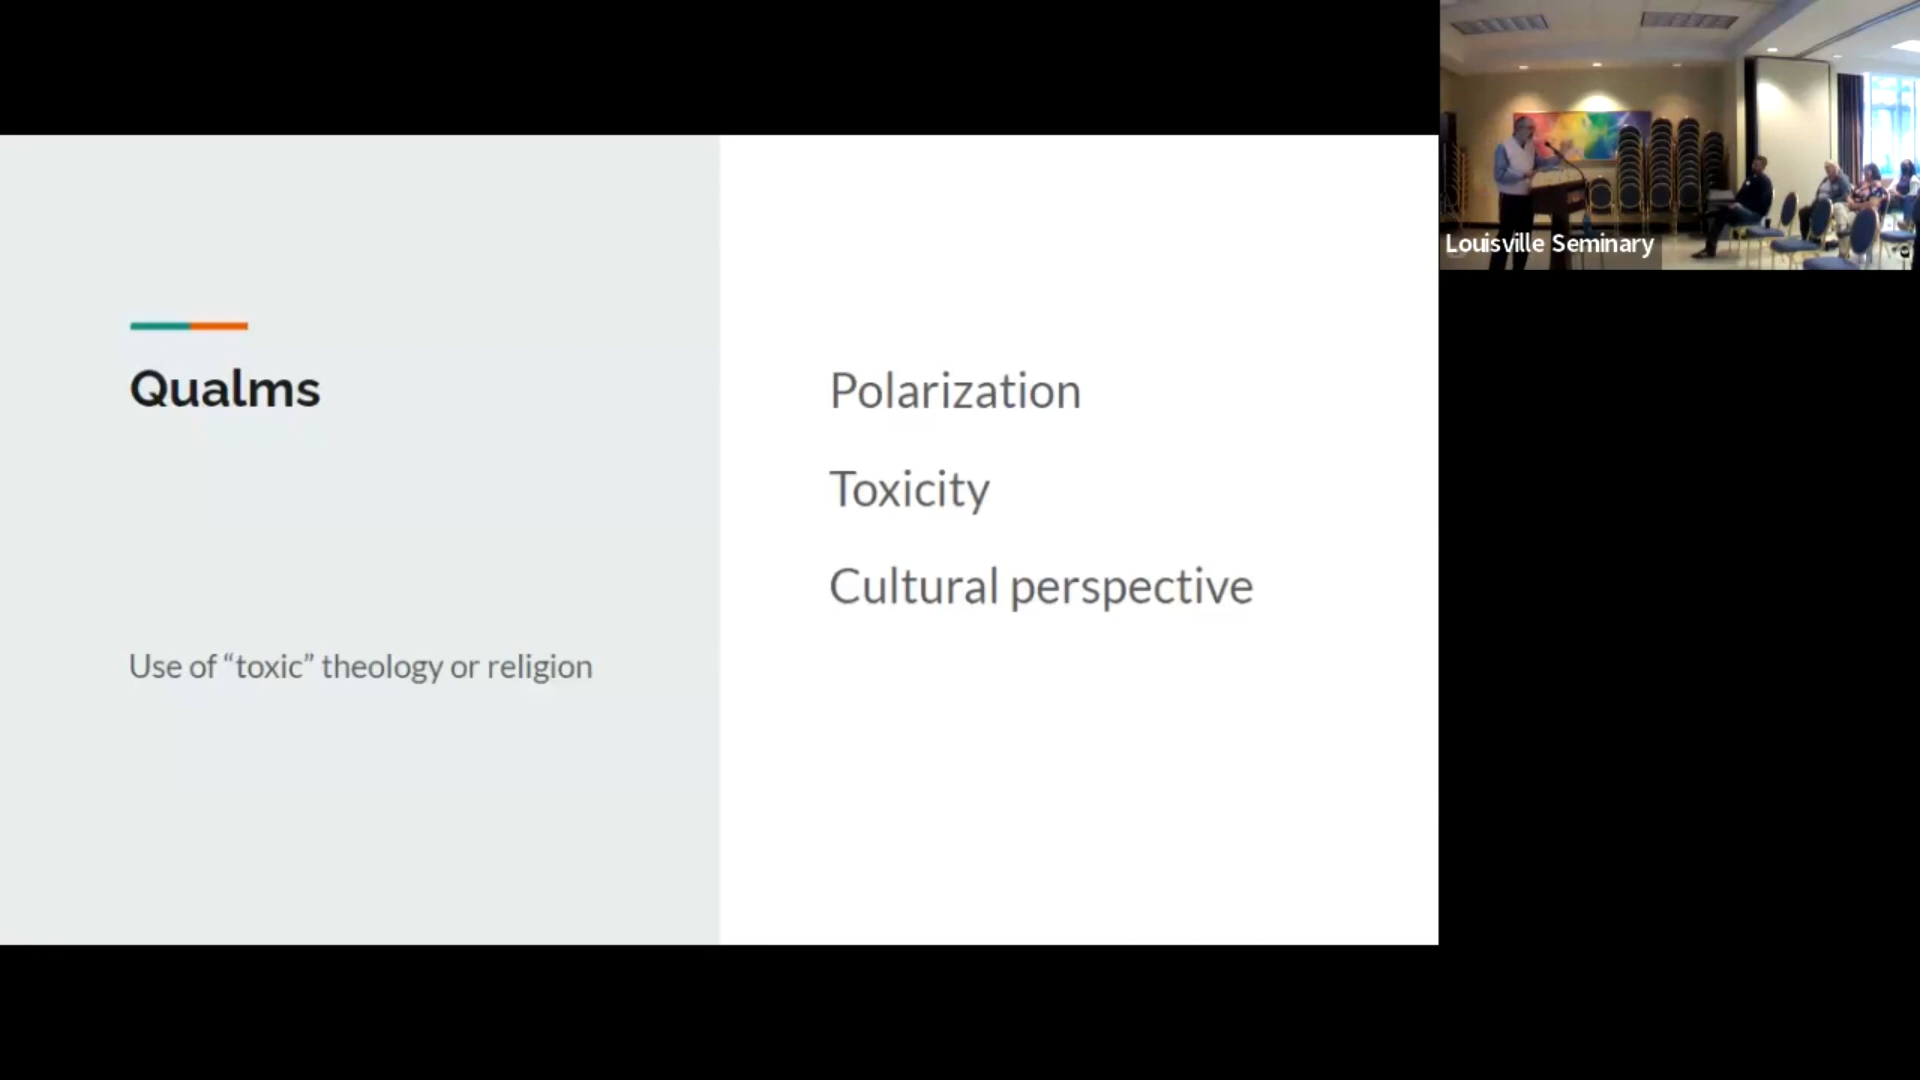 Qualms
Use of “toxic” theology or religion
Polarization
Toxicity
Cultural perspective
Louisville Seminary